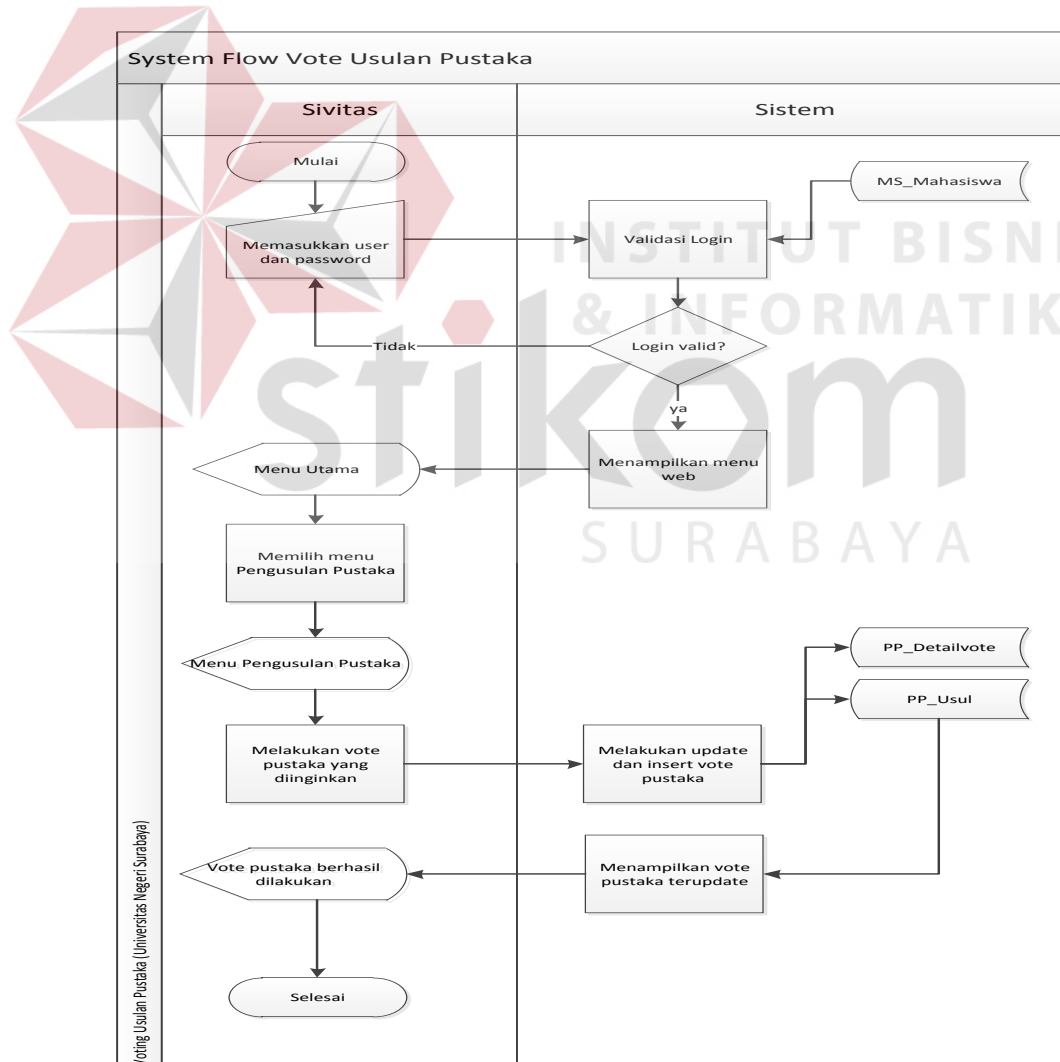 System Flow Vote Usulan Pustaka
Sivitas
Sistem
Mulai
MS_Mahasiswa
Memasukkan user
dan password
Validasi Login
INSTITUT BISNI
& INFORMATIK
Tidak
Login valid?
stikom
ya
Menu Utama
Menampilkan menu
web
SURABAYA
Memilih menu
Pengusulan Pustaka
Menu Pengusulan Pustaka
PP_Detailvote
PP_Usul
Melakukan vote
pustaka yang
diinginkan
Melakukan update
dan insert vote
pustaka
Vote pustaka berhasil
dilakukan
Menampilkan vote
pustaka terupdate
Selesai
Voting Usulan Pustaka (Universitas Negeri Surabaya)